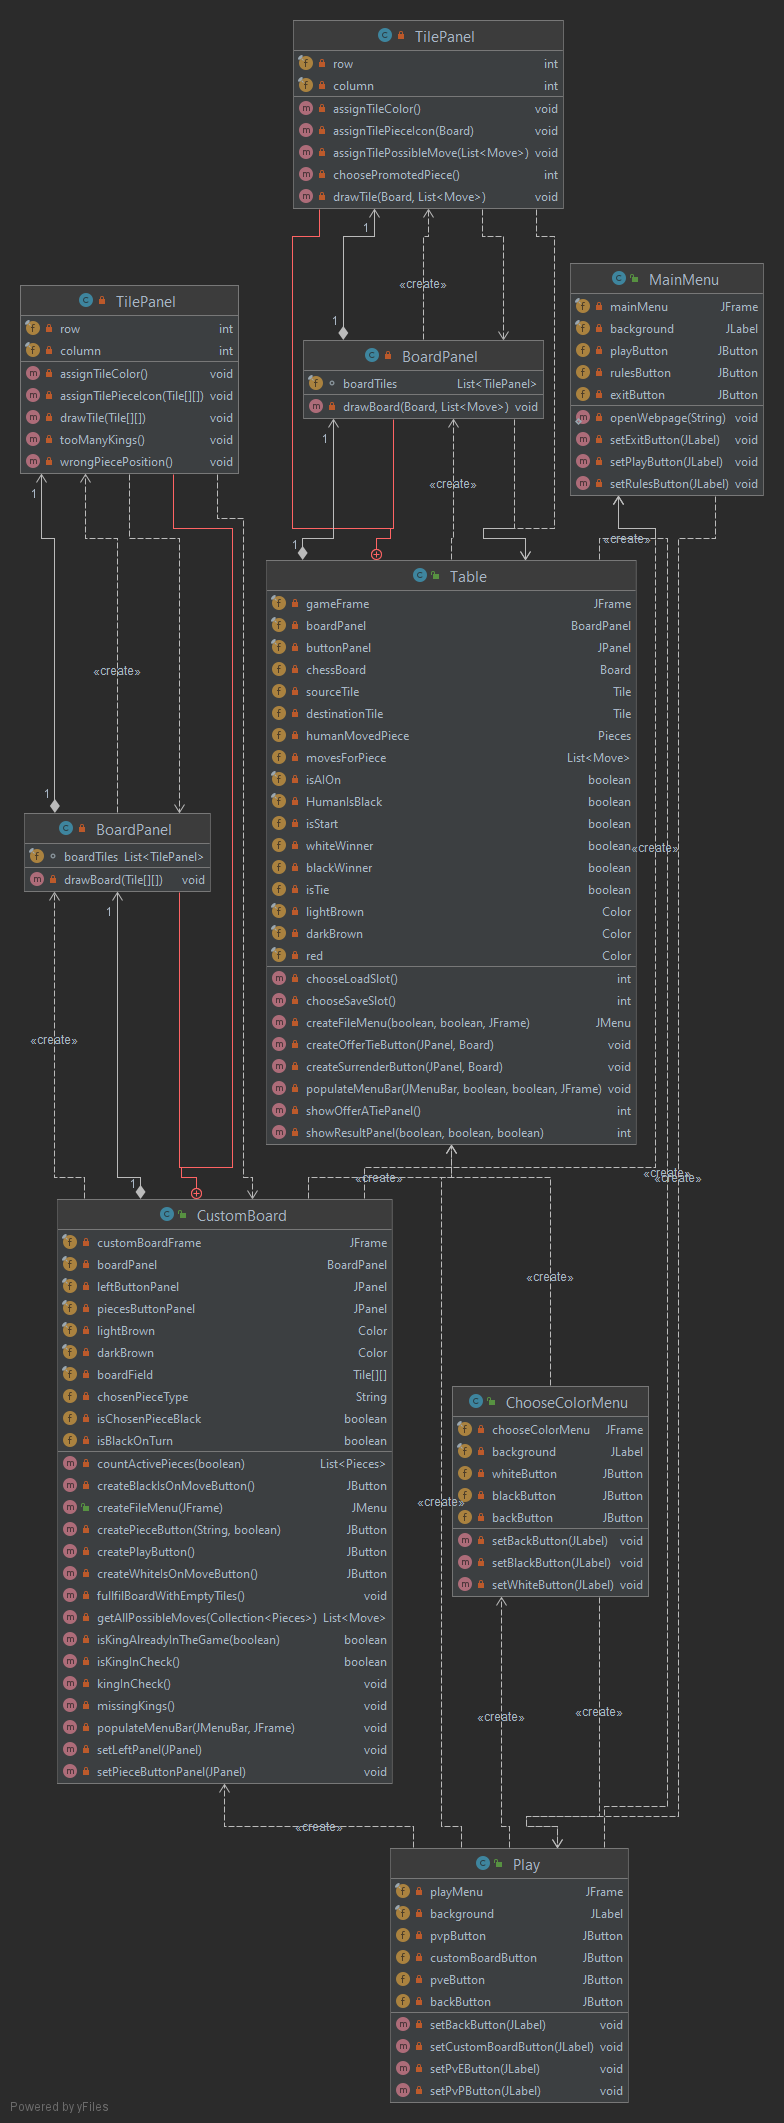 TilePanel
row int
column int
assignTileColor() void
assignTilePieceIcon(Board) void
assignTilePossibleMove(List<Move>) void
choosePromotedPiece() int
drawTile(Board, List<Move>) void
1
«create»
1
TilePanel
row int
column int
assignTileColor() void
assignTilePieceIcon(Tile[][]) void
drawTile(Tile[][]) void
tooManyKings() void
wrongPiecePosition() void
MainMenu
mainMenu JFrame
background JLabel
playButton JButton
rulesButton JButton
exitButton JButton
openWebpage(String) void
setExitButton(JLabel) void
setPlayButton(JLabel) void
setRulesButton(JLabel) void
BoardPanel
boardTiles List<TilePanel>
drawBoard(Board, List<Move>) void
1
«create»
1
1
«create»
Table
gameFrame JFrame
boardPanel BoardPanel
buttonPanel JPanel
chessBoard Board
sourceTile Tile
destinationTile Tile
humanMovedPiece Pieces
movesForPiece List<Move>
isAIOn boolean
HumanIsBlack boolean
isStart boolean
whiteWinner boolean
blackWinner boolean
isTie boolean
lightBrown Color
darkBrown Color
red Color
chooseLoadSlot() int
chooseSaveSlot() int
createFileMenu(boolean, boolean, JFrame) JMenu
createOfferTieButton(JPanel, Board) void
createSurrenderButton(JPanel, Board) void
populateMenuBar(JMenuBar, boolean, boolean, JFrame) void
showOfferATiePanel() int
showResultPanel(boolean, boolean, boolean) int
«create»
«create»
1
BoardPanel
boardTiles List<TilePanel>
drawBoard(Tile[][]) void
1
«create»
1
«create»
«create»
«create»
CustomBoard
customBoardFrame JFrame
boardPanel BoardPanel
leftButtonPanel JPanel
piecesButtonPanel JPanel
lightBrown Color
darkBrown Color
boardField Tile[][]
chosenPieceType String
isChosenPieceBlack boolean
isBlackOnTurn boolean
countActivePieces(boolean) List<Pieces>
createBlackIsOnMoveButton() JButton
createFileMenu(JFrame) JMenu
createPieceButton(String, boolean) JButton
createPlayButton() JButton
createWhiteIsOnMoveButton() JButton
fullfilBoardWithEmptyTiles() void
getAllPossibleMoves(Collection<Pieces>) List<Move>
isKingAlreadyInTheGame(boolean) boolean
isKingInCheck() boolean
kingInCheck() void
missingKings() void
populateMenuBar(JMenuBar, JFrame) void
setLeftPanel(JPanel) void
setPieceButtonPanel(JPanel) void
«create»
ChooseColorMenu
chooseColorMenu JFrame
background JLabel
whiteButton JButton
blackButton JButton
backButton JButton
setBackButton(JLabel) void
setBlackButton(JLabel) void
setWhiteButton(JLabel) void
«create»
«create»
«create»
«create»
Play
playMenu JFrame
background JLabel
pvpButton JButton
customBoardButton JButton
pveButton JButton
backButton JButton
setBackButton(JLabel) void
setCustomBoardButton(JLabel) void
setPvEButton(JLabel) void
setPvPButton(JLabel) void
Powered by yFiles